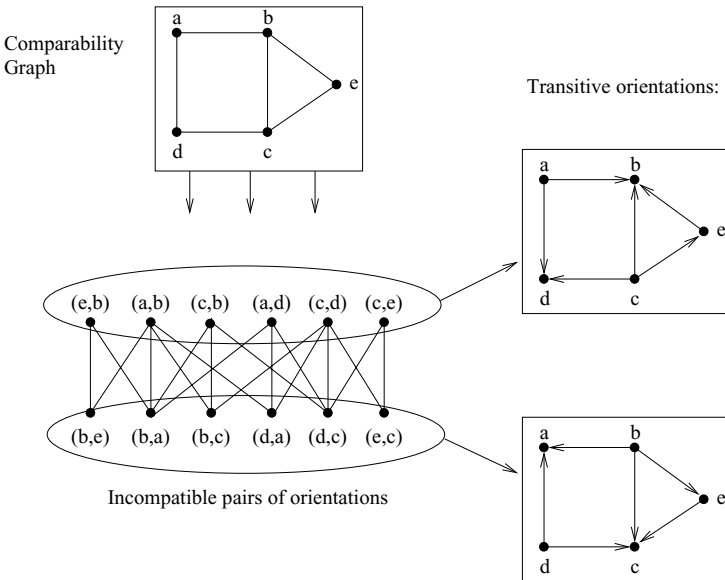 Comparability
Graph
a b
e
d c
Transitive orientations:
a b
e
d c
(e,b) (a,b) (c,b) (a,d) (c,d) (c,e)
(b,e) (b,a) (b,c) (d,a) (d,c) (e,c)
Incompatible pairs of orientations
a b
e
d c